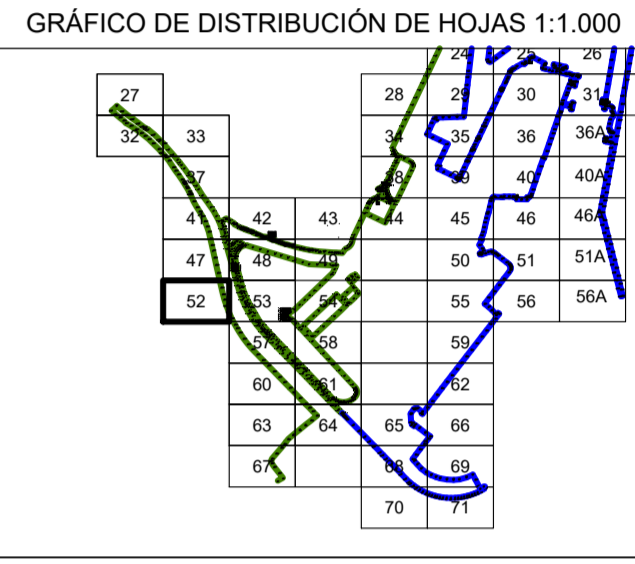 GRÁFICO DE DISTRIBUCIÓN DE HOJAS 1:1.000
24 25 26
27 28 29 30 31
32 33 34 35 36 36A
37 38 39 40 40A
41 42 43 44 45 46 46A
47 48 49 50 51 51A
52 53 54 55 56 56A
57 58 59
60 61 62
63 64 65 66
67 68 69
70 71